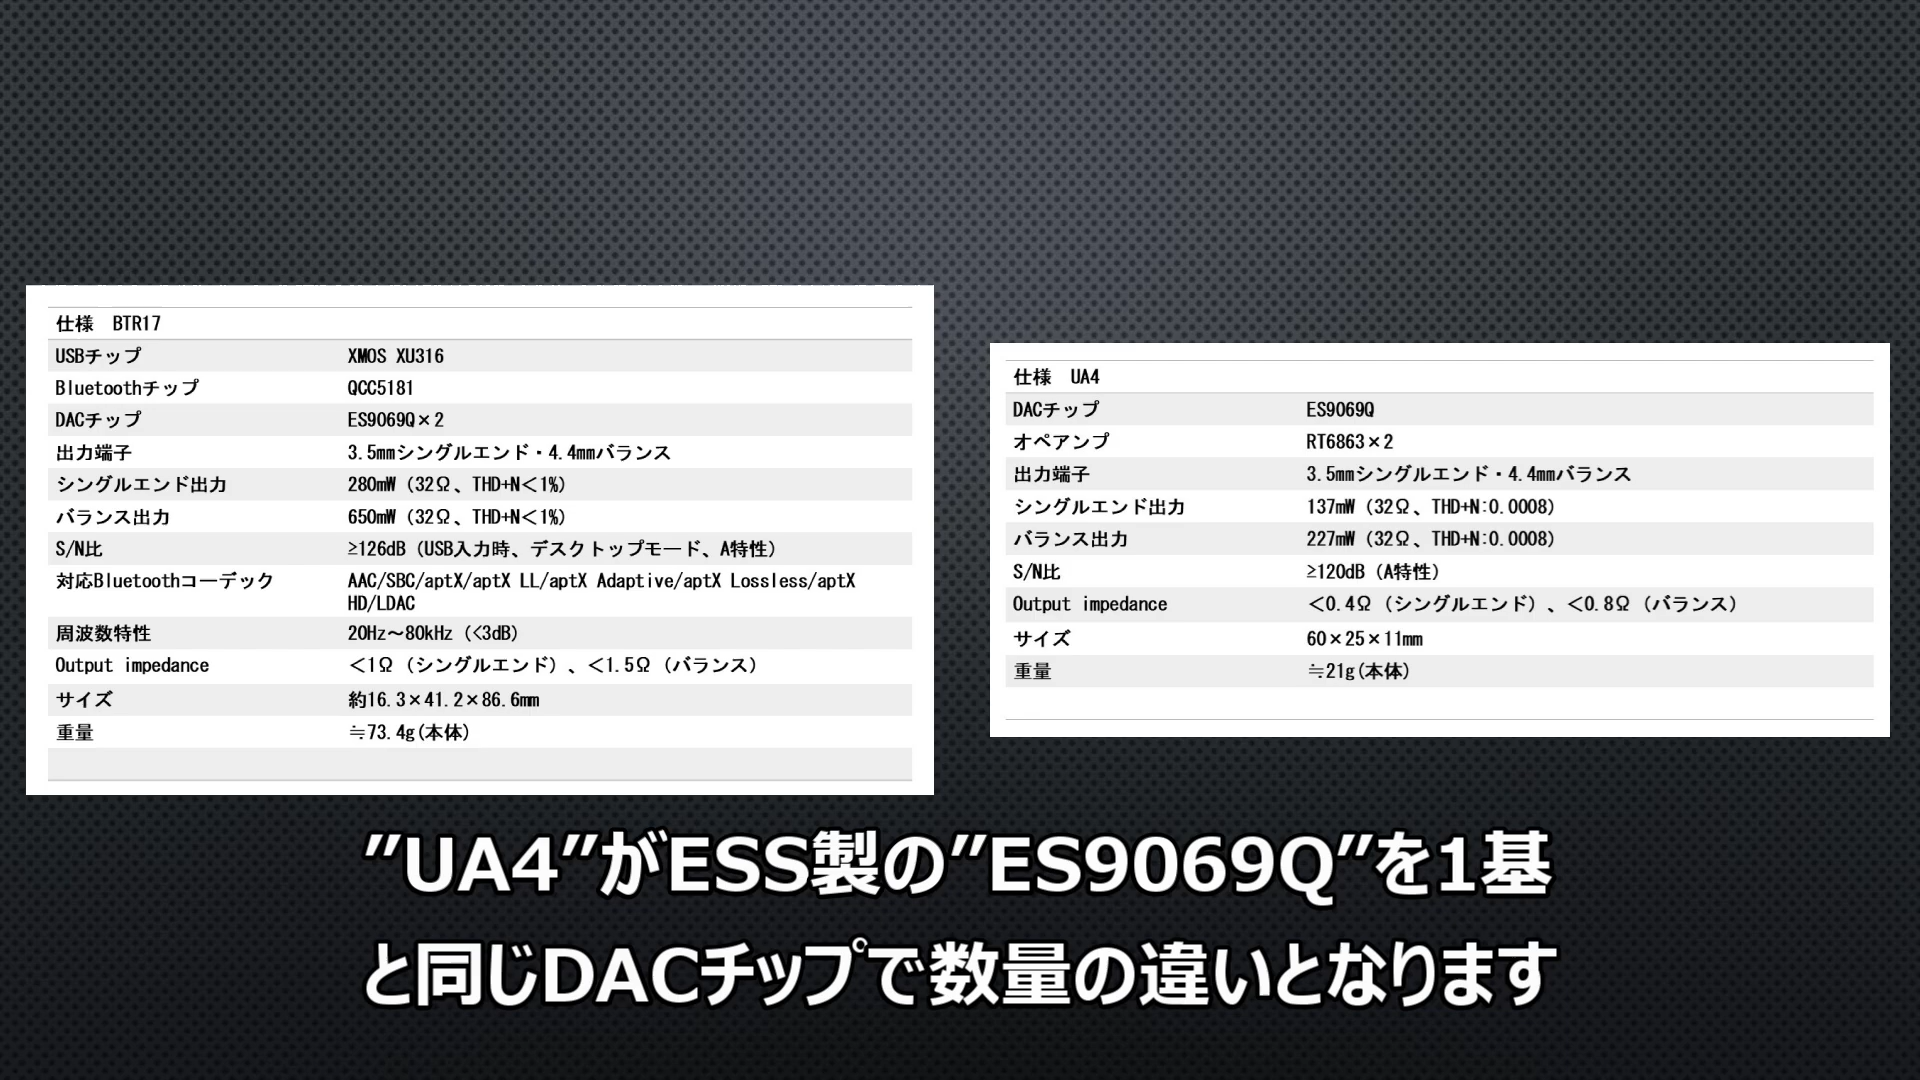 仕様 BTR17
USBチップ XMOS XU316
Bluetoothチップ QCC5181
DACチップ ES9069Q×2
出力端子 3.5mmシングルエンド・4.4mmバランス
シングルエンド出力 280mW（32Ω、THD+N＜1%）
バランス出力 650mW（32Ω、THD+N＜1%）
S/N比 ≥126dB（USB入力時、デスクトップモード、A特性）
対応Bluetoothコーデック AAC/SBC/aptX/aptX LL/aptX Adaptive/aptX Lossless/aptX
HD/LDAC
周波数特性 20Hz～80kHz（<3dB）
Output impedance ＜1Ω（シングルエンド）、＜1.5Ω（バランス）
サイズ 約16.3×41.2×86.6mm
重量 ≒73.4g(本体)
仕様 UA4
DACチップ ES9069Q
オペアンプ RT6863×2
出力端子 3.5mmシングルエンド・4.4mmバランス
シングルエンド出力 137mW（32Ω、THD+N:0.0008）
バランス出力 227mW（32Ω、THD+N:0.0008）
S/N比 ≥120dB（A特性）
Output impedance ＜0.4Ω（シングルエンド）、＜0.8Ω（バランス）
サイズ 60×25×11mm
重量 ≒21g(本体)
”UA4”がESS製の”ES9069Q”を1基
と同じDACチップで数量の違いとなります